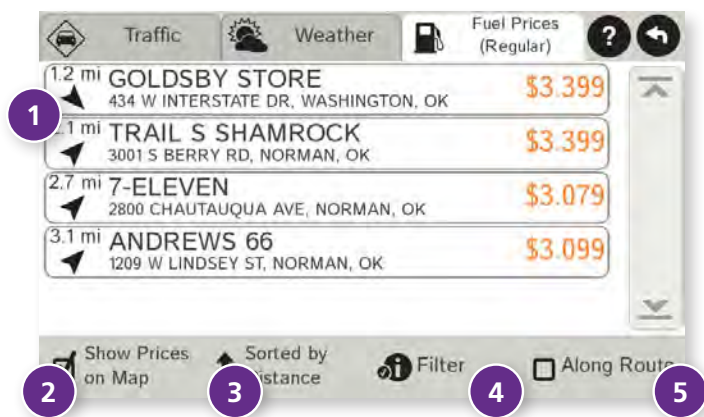 Traffic
Weather
Fuel Prices
(Regular)
?
1.2 mi GOLDSBY STORE $3.399
434 W INTERSTATE DR, WASHINGTON, OK
1
.1 mi TRAIL S SHAMROCK $3.399
3001 S BERRY RD, NORMAN, OK
2.7 mi 7-ELEVEN $3.079
2800 CHAUTAUQUA AVE, NORMAN, OK
3.1 mi ANDREWS 66 $3.099
1209 W LINDSEY ST, NORMAN, OK
Show Prices
on Map
Sorted by
istance
Filter
Along Route
2
3
4
5